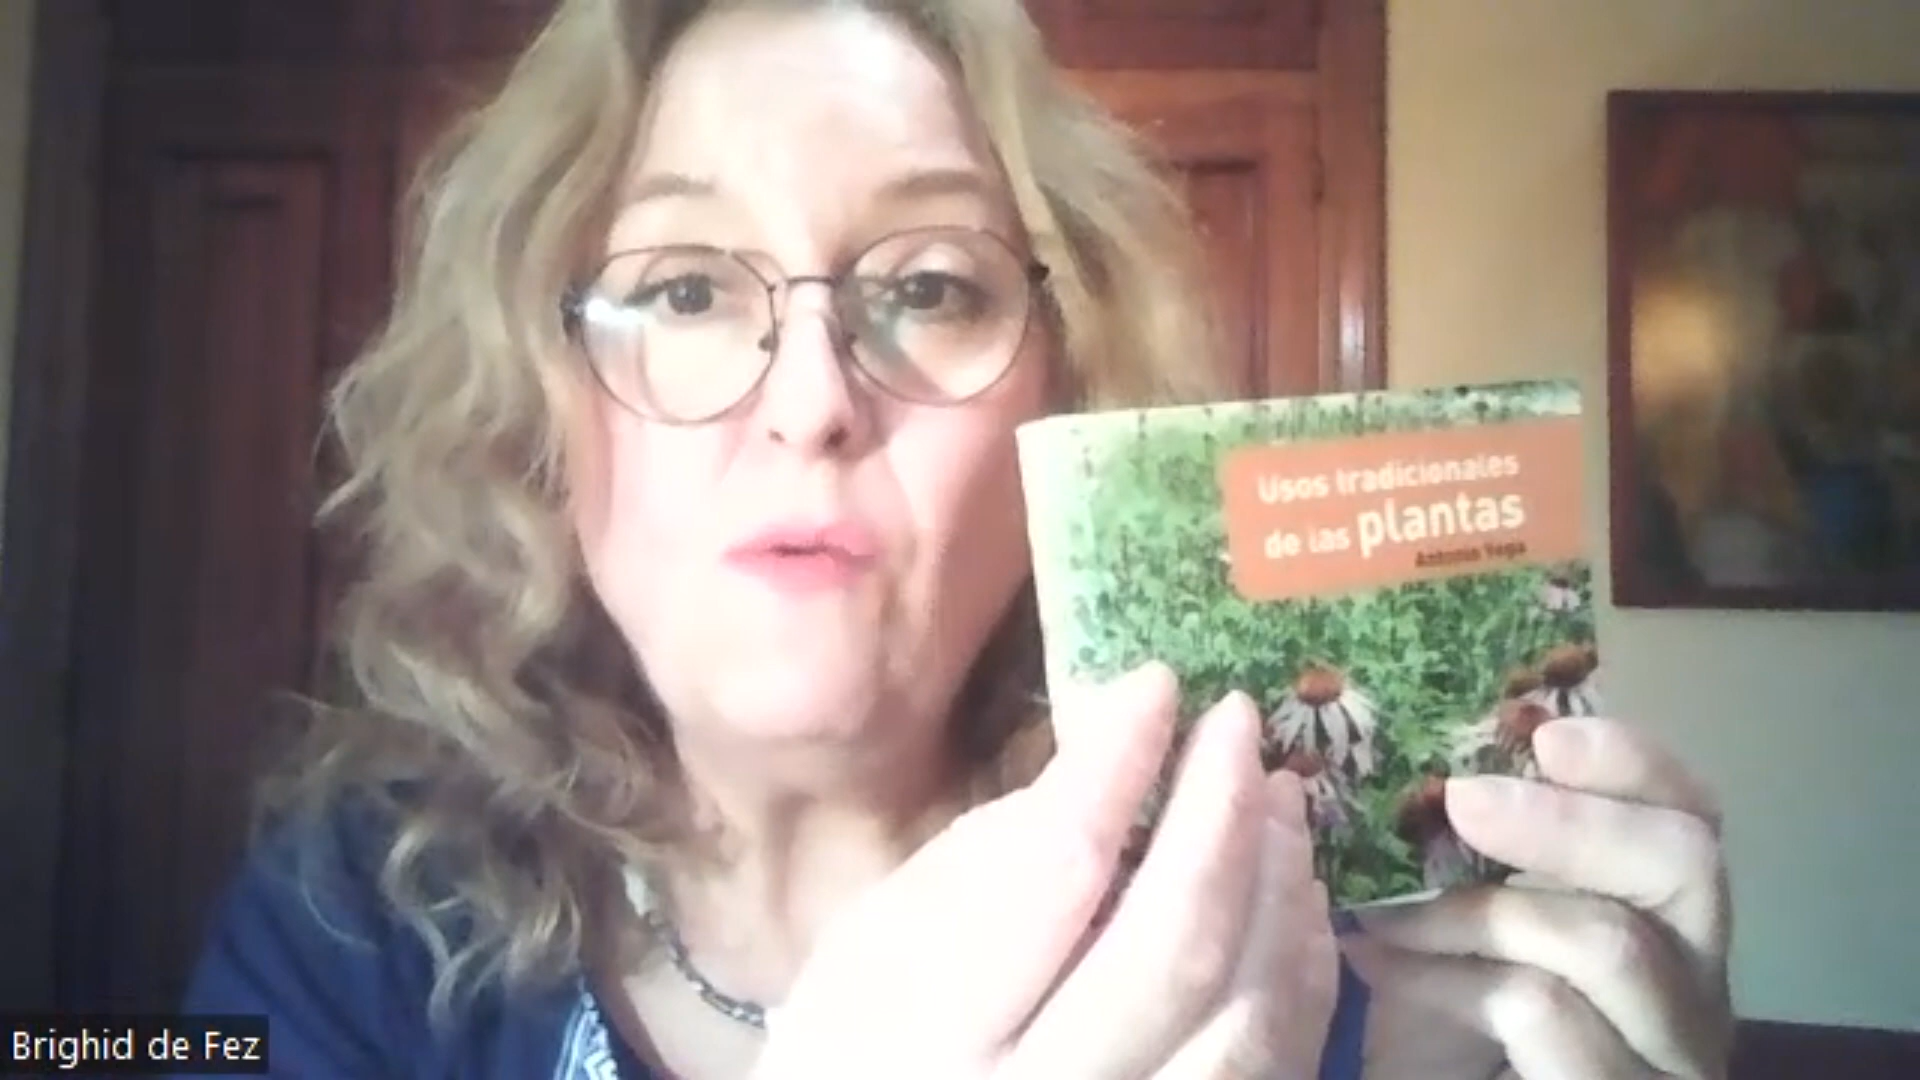 Usos tradicionales
de las plantas
Antonio Vega
Brighid de Fez